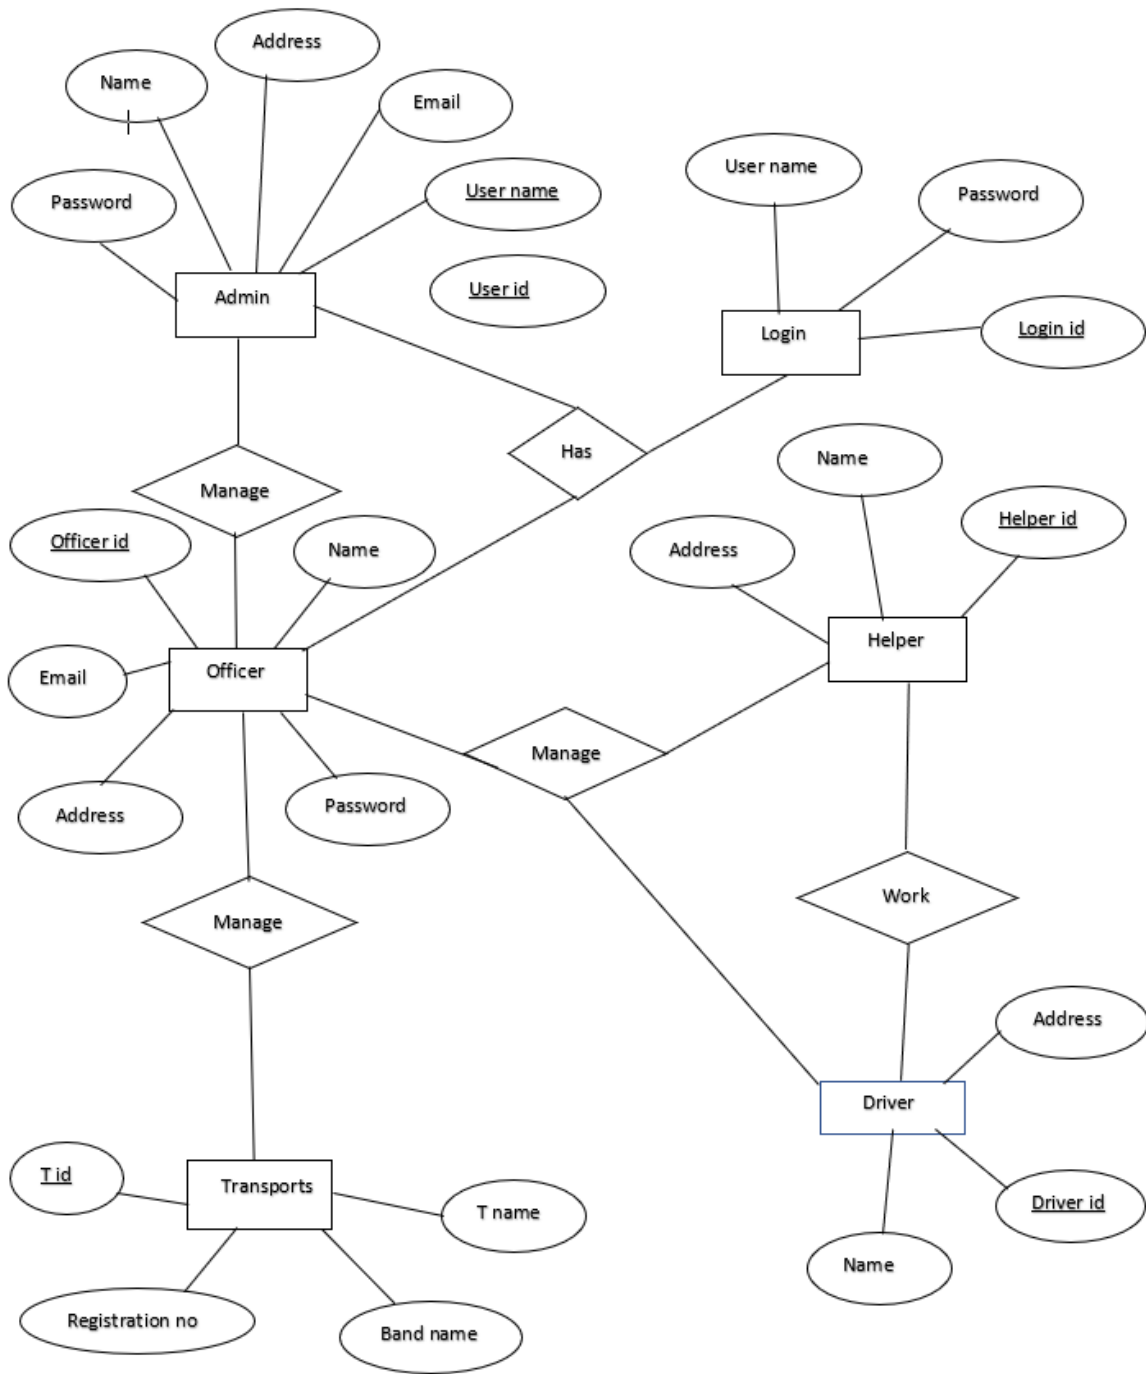 Address
Name
Email
User name
Password
User id
Admin
User name
Password
Login id
Login
Has
Manage
Name
Helper id
Address
Helper
Officer id
Name
Email
Officer
Address
Password
Manage
Manage
Work
Address
Driver
Driver id
Name
T id
Transports
T name
Registration no
Band name